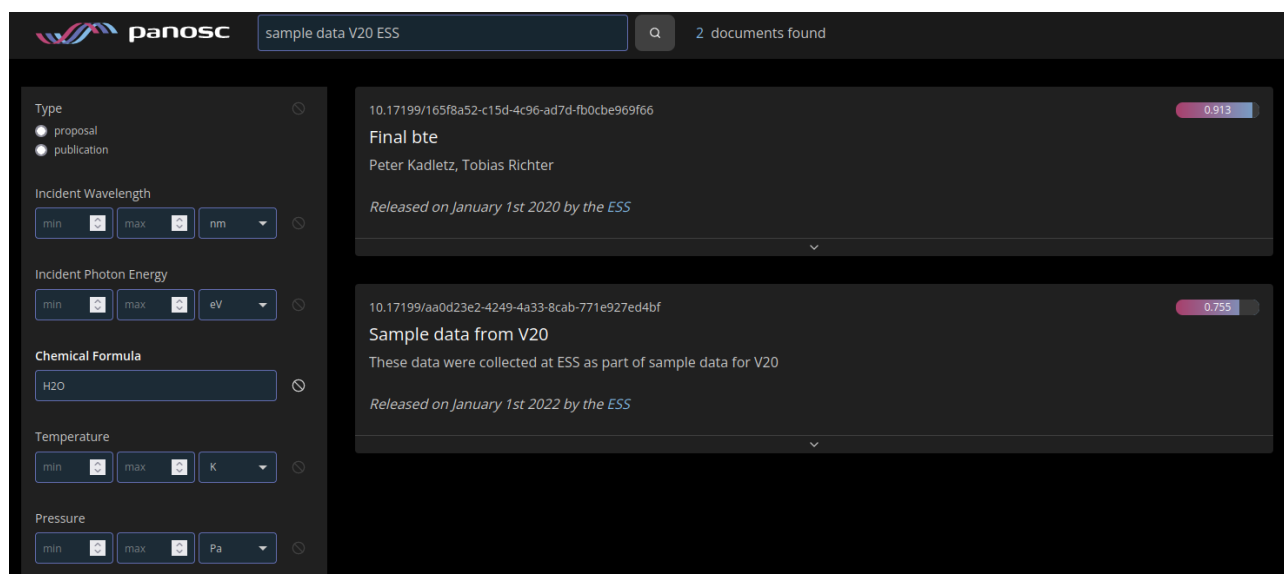 panosc
sample data V20 ESS
2 documents found
Type
proposal
publication
Incident Wavelength
min max nm
Incident Photon Energy
min max eV
Chemical Formula
H2O
Temperature
min max K
Pressure
min max Pa
10.17199/165f8a52-c15d-4c96-ad7d-fb0cbe969f66
0.913
Final bte
Peter Kadletz, Tobias Richter
Released on January 1st 2020 by the ESS
10.17199/aa0d23e2-4249-4a33-8cab-771e927ed4bf
0.755
Sample data from V20
These data were collected at ESS as part of sample data for V20
Released on January 1st 2022 by the ESS